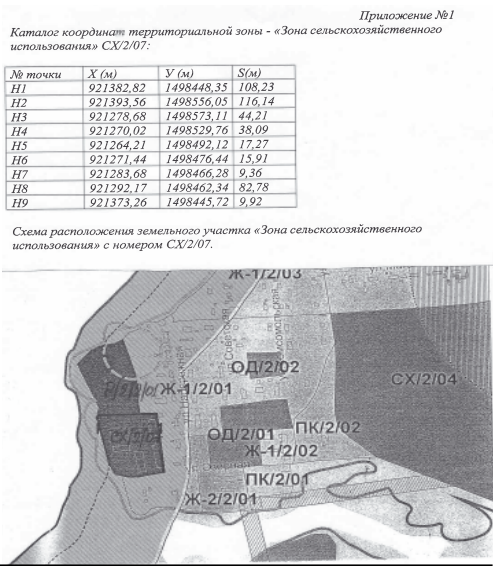 Приложение №1
Каталог координат территориальной зоны - «Зона сельскохозяйственного
использования» СХ/2/07:
№ точки X (м) У (м) S(м)
Н1 921382,82 1498448,35 108,23
Н2 921393,56 1498556,05 116,14
Н3 921278,68 1498573,11 44,21
Н4 921270,02 1498529,76 38,09
Н5 921264,21 1498492,12 17,27
Н6 921271,44 1498476,44 15,91
Н7 921283,68 1498466,28 9,36
Н8 921292,17 1498462,34 82,78
Н9 921373,26 1498445,72 9,92
Схема расположения земельного участка «Зона сельскохозяйственного
использования» с номером СХ/2/07.
Ж-1/2/03
Советская
ОД/2/02
СХ/2/04
Ж-1/2/01
ОД/2/01
ПК/2/02
Ж-1/2/02
ПК/2/01
Ж-2/2/01